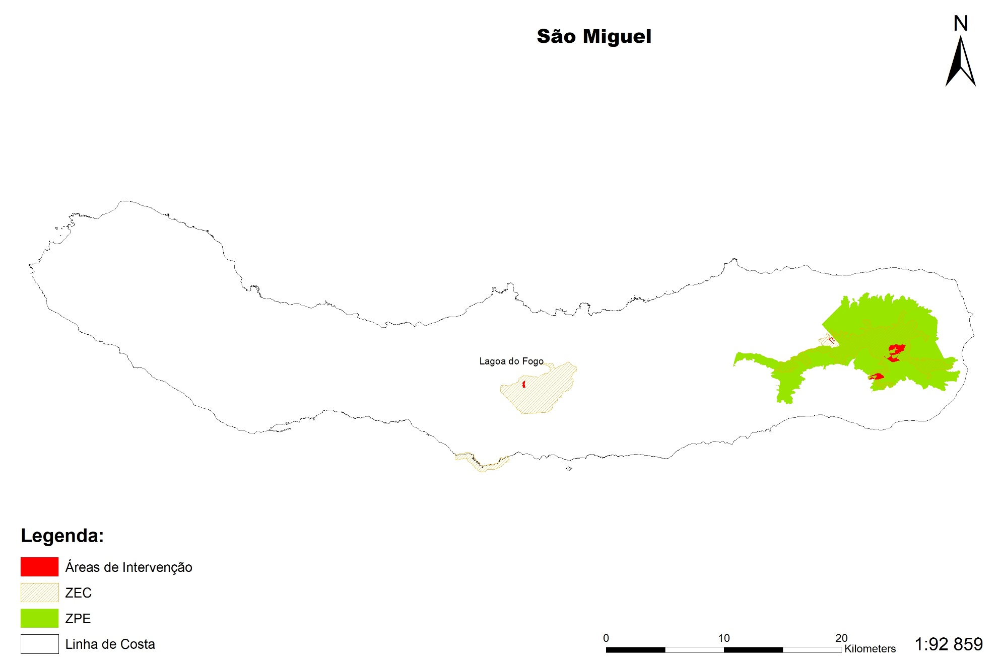 São Miguel
N
Lagoa do Fogo
Legenda:
Áreas de Intervenção
ZEC
ZPE
Linha de Costa
0 10 20
Kilometers
1:92 859